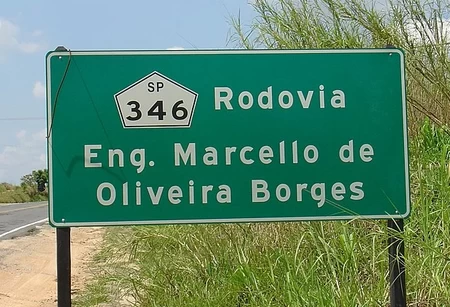 SP
346 Rodovia
Eng. Marcello de
Oliveira Borges